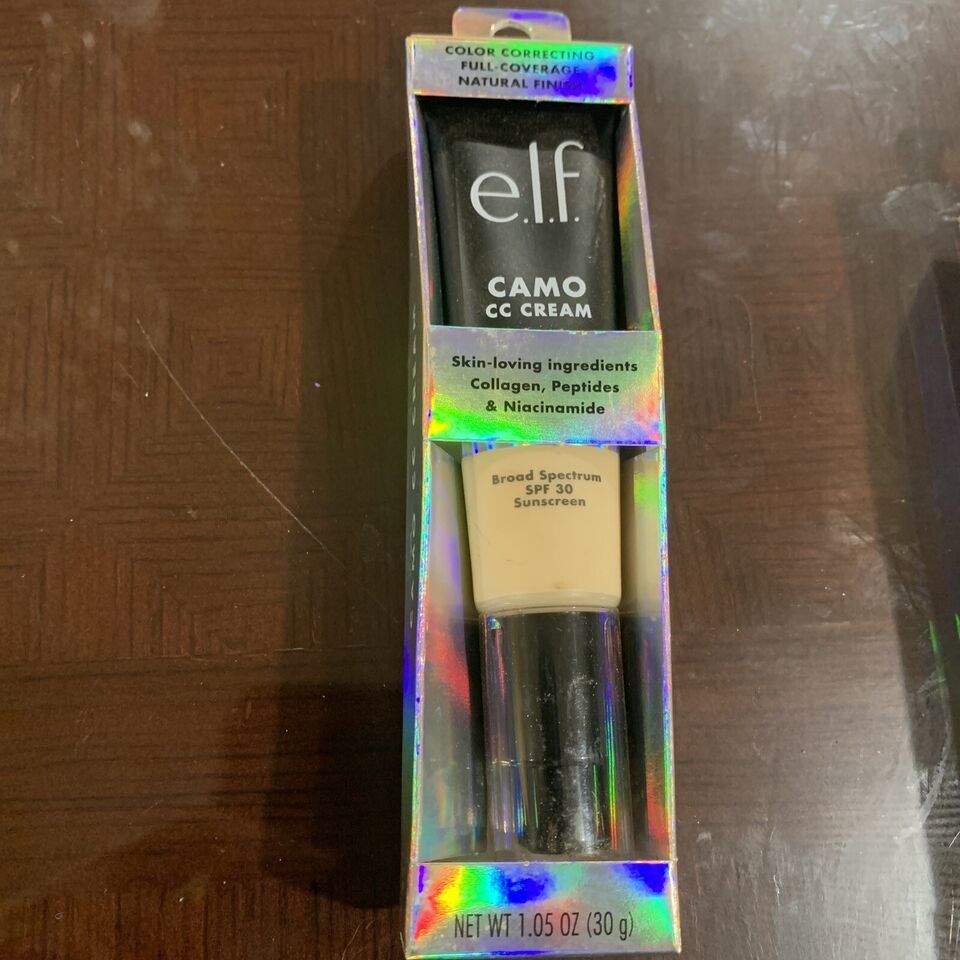 COLOR CORRECTING
FULL-COVERAGE
NATURAL FINISH
e.l.f.
CAMO
CC CREAM
Skin-loving ingredients
Collagen, Peptides
& Niacinamide
Broad Spectrum
SPF 30
Sunscreen
NET WT 1.05 OZ (30 g)